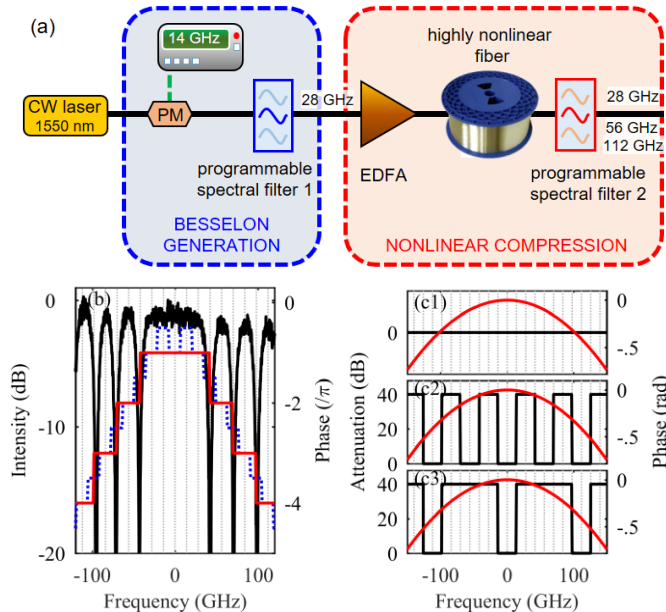 (a)
14 GHz
CW laser
1550 nm
PM
28 GHz
programmable
spectral filter 1
BESSELON
GENERATION
highly nonlinear
fiber
EDFA
28 GHz
56 GHz
112 GHz
programmable
spectral filter 2
NONLINEAR COMPRESSION
(b)
0
-10
-20
Intensity (dB)
0
-2
-4
Phase (/π)
-100
0
100
Frequency (GHz)
(c1)
0
0
-.5
(c2)
40
20
0
0
-.5
(c3)
40
20
0
0
-.5
Attenuation (dB)
Phase (rad)
-100
0
100
Frequency (GHz)